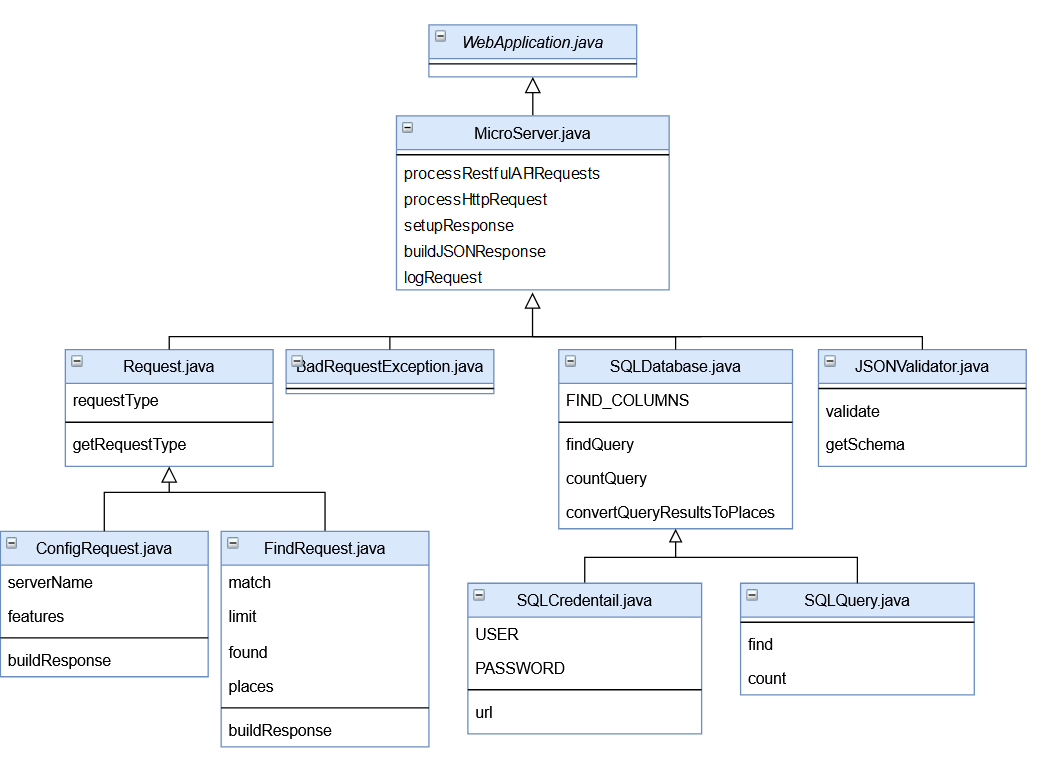 WebApplication.java
MicroServer.java
processRestfulAPIRequests
processHttpRequest
setupResponse
buildJSONResponse
logRequest
Request.java
requestType
getRequestType
BadRequestException.java
SQLDatabase.java
FIND_COLUMNS
findQuery
countQuery
convertQueryResultsToPlaces
JSONValidator.java
validate
getSchema
ConfigRequest.java
serverName
features
buildResponse
FindRequest.java
match
limit
found
places
buildResponse
SQLCredentail.java
USER
PASSWORD
url
SQLQuery.java
find
count